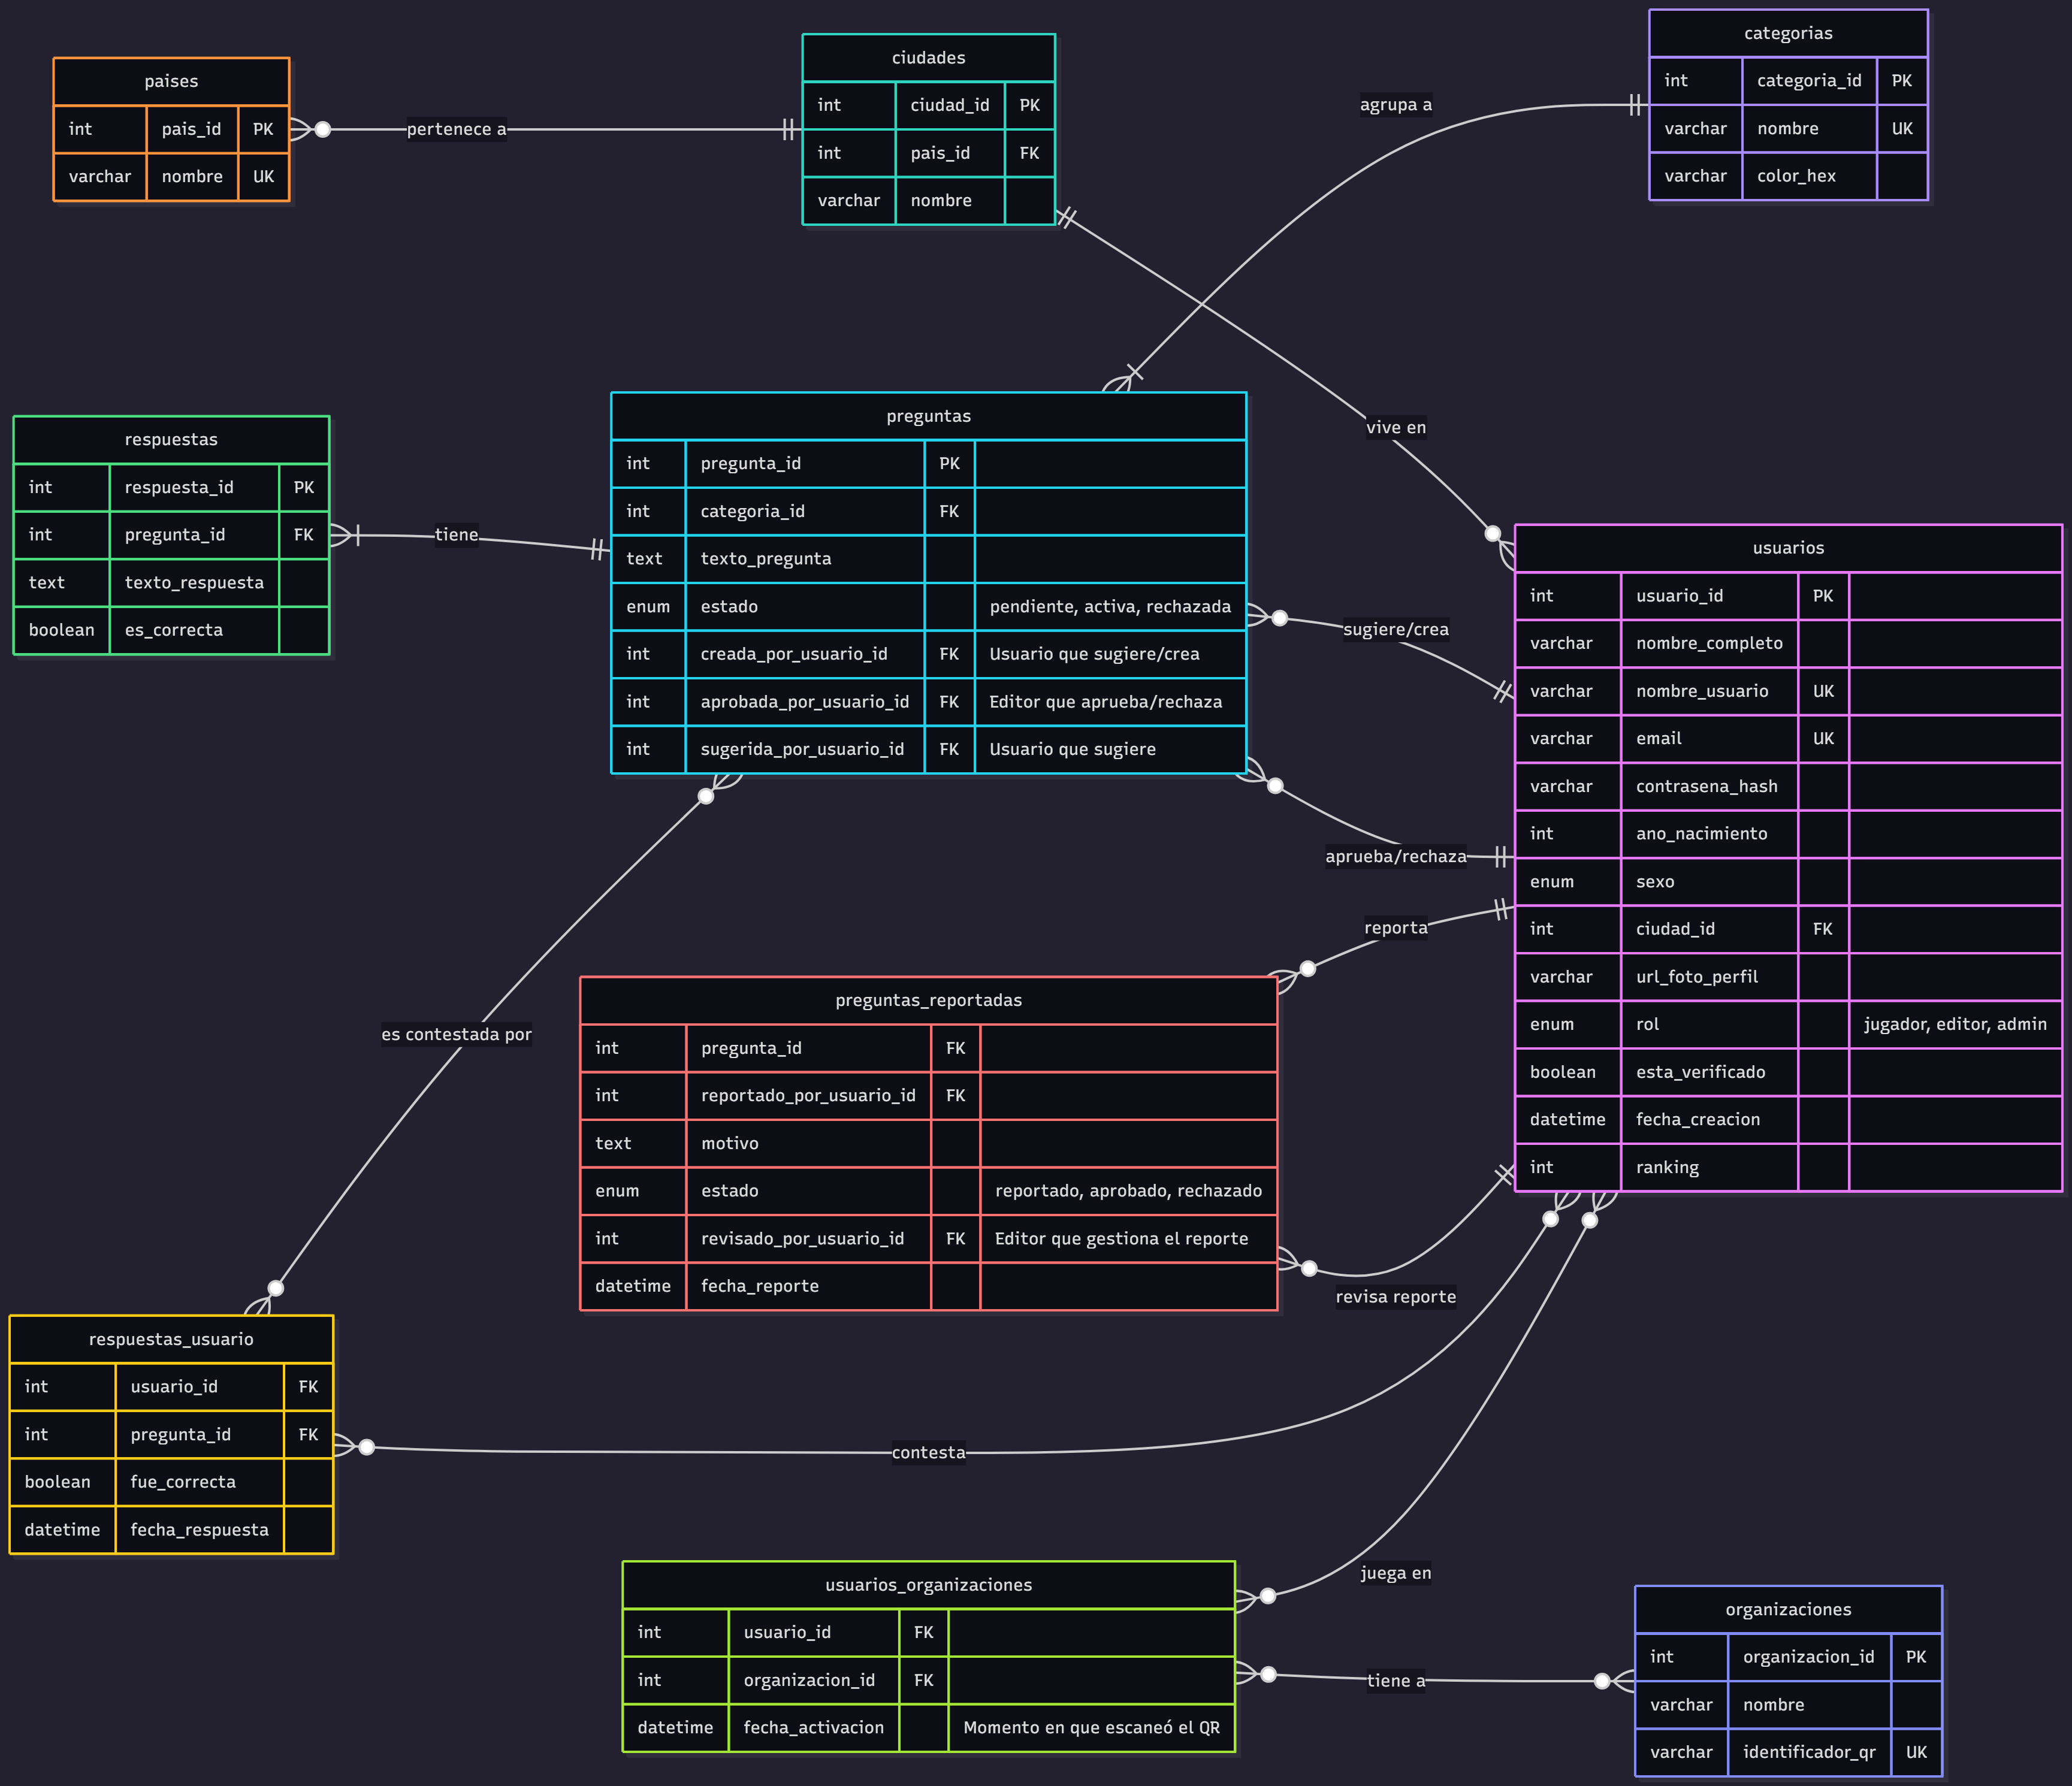 paises
int pais_id PK
varchar nombre UK
pertenece a
ciudades
int ciudad_id PK
int pais_id FK
varchar nombre
agrupa a
categorias
int categoria_id PK
varchar nombre UK
varchar color_hex
vive en
respuestas
int respuesta_id PK
int pregunta_id FK
text texto_respuesta
boolean es_correcta
tiene
preguntas
int pregunta_id PK
int categoria_id FK
text texto_pregunta
enum estado pendiente, activa, rechazada
int creada_por_usuario_id FK Usuario que sugiere/crea
int aprobada_por_usuario_id FK Editor que aprueba/rechaza
int sugerida_por_usuario_id FK Usuario que sugiere
sugiere/crea
aprueba/rechaza
reporta
usuarios
int usuario_id PK
varchar nombre_completo
varchar nombre_usuario UK
varchar email UK
varchar contrasena_hash
int ano_nacimiento
enum sexo
int ciudad_id FK
varchar url_foto_perfil
enum rol jugador, editor, admin
boolean esta_verificado
datetime fecha_creacion
int ranking
es contestada por
preguntas_reportadas
int pregunta_id FK
int reportado_por_usuario_id FK
text motivo
enum estado reportado, aprobado, rechazado
int revisado_por_usuario_id FK Editor que gestiona el reporte
datetime fecha_reporte
revisa reporte
respuestas_usuario
int usuario_id FK
int pregunta_id FK
boolean fue_correcta
datetime fecha_respuesta
contesta
juega en
usuarios_organizaciones
int usuario_id FK
int organizacion_id FK
datetime fecha_activacion Momento en que escaneó el QR
tiene a
organizaciones
int organizacion_id PK
varchar nombre
varchar identificador_qr UK